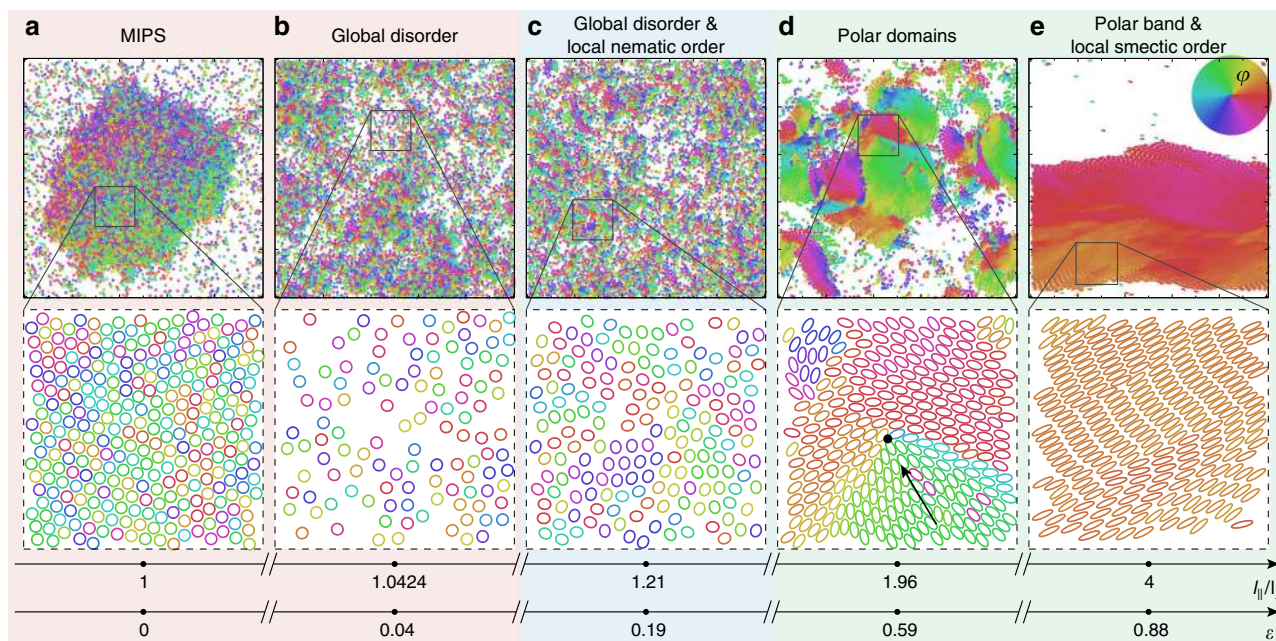 a
MIPS
b
Global disorder
c
Global disorder &
local nematic order
d
Polar domains
e
Polar band &
local smectic order
φ
1
1.0424
1.21
1.96
4
l∥/l
0
0.04
0.19
0.59
0.88
ε